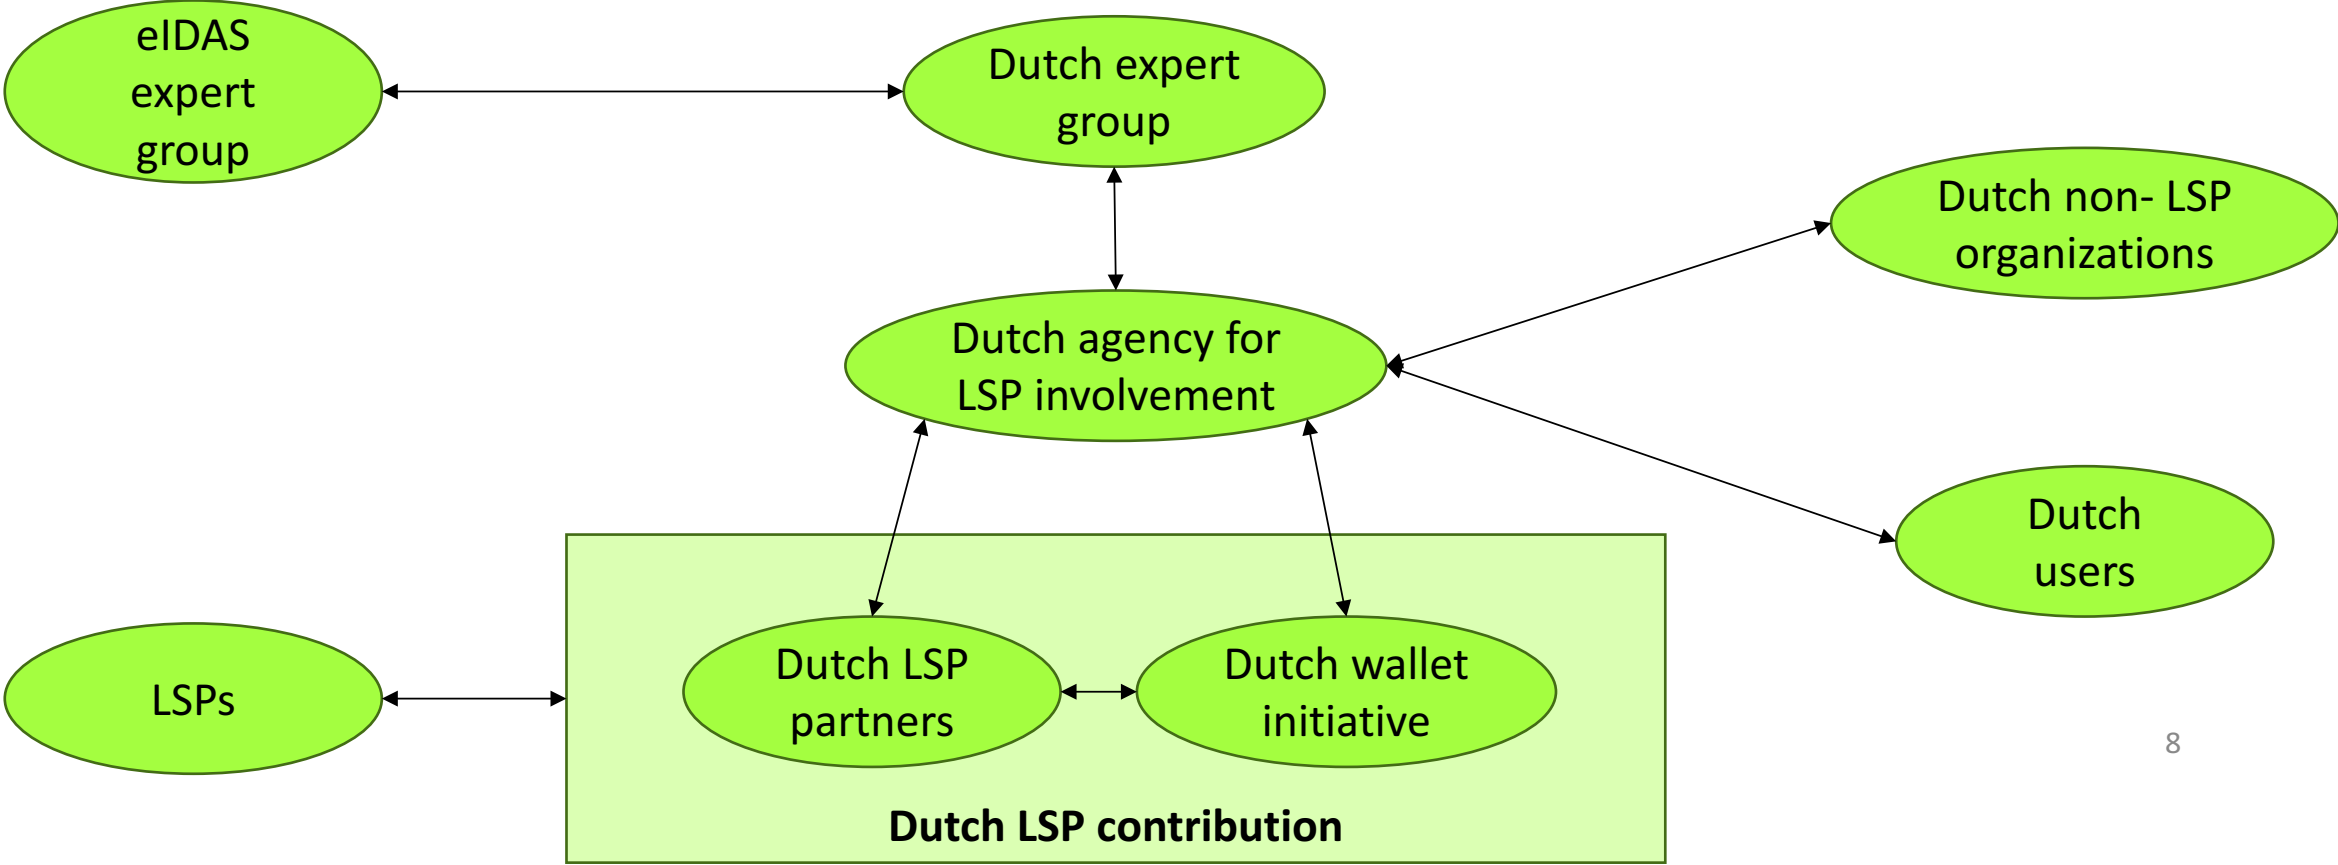 eIDAS
expert
group
Dutch expert
group
Dutch non- LSP
organizations
Dutch agency for
LSP involvement
Dutch
users
LSPs
Dutch LSP
partners
Dutch wallet
initiative
8
Dutch LSP contribution